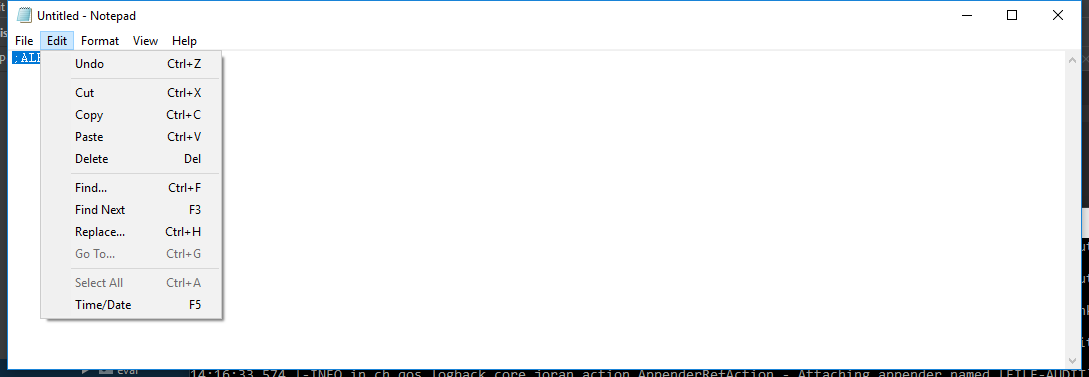 Untitled - Notepad
File Edit Format View Help
;AL
Undo Ctrl+Z
Cut Ctrl+X
Copy Ctrl+C
Paste Ctrl+V
Delete Del
Find... Ctrl+F
Find Next F3
Replace... Ctrl+H
Go To... Ctrl+G
Select All Ctrl+A
Time/Date F5
eval
14:16:33,574 |-INFO in ch.qos.logback.core.joran.action.AppenderRefAction - Attaching appender named [FILE-AUDIT